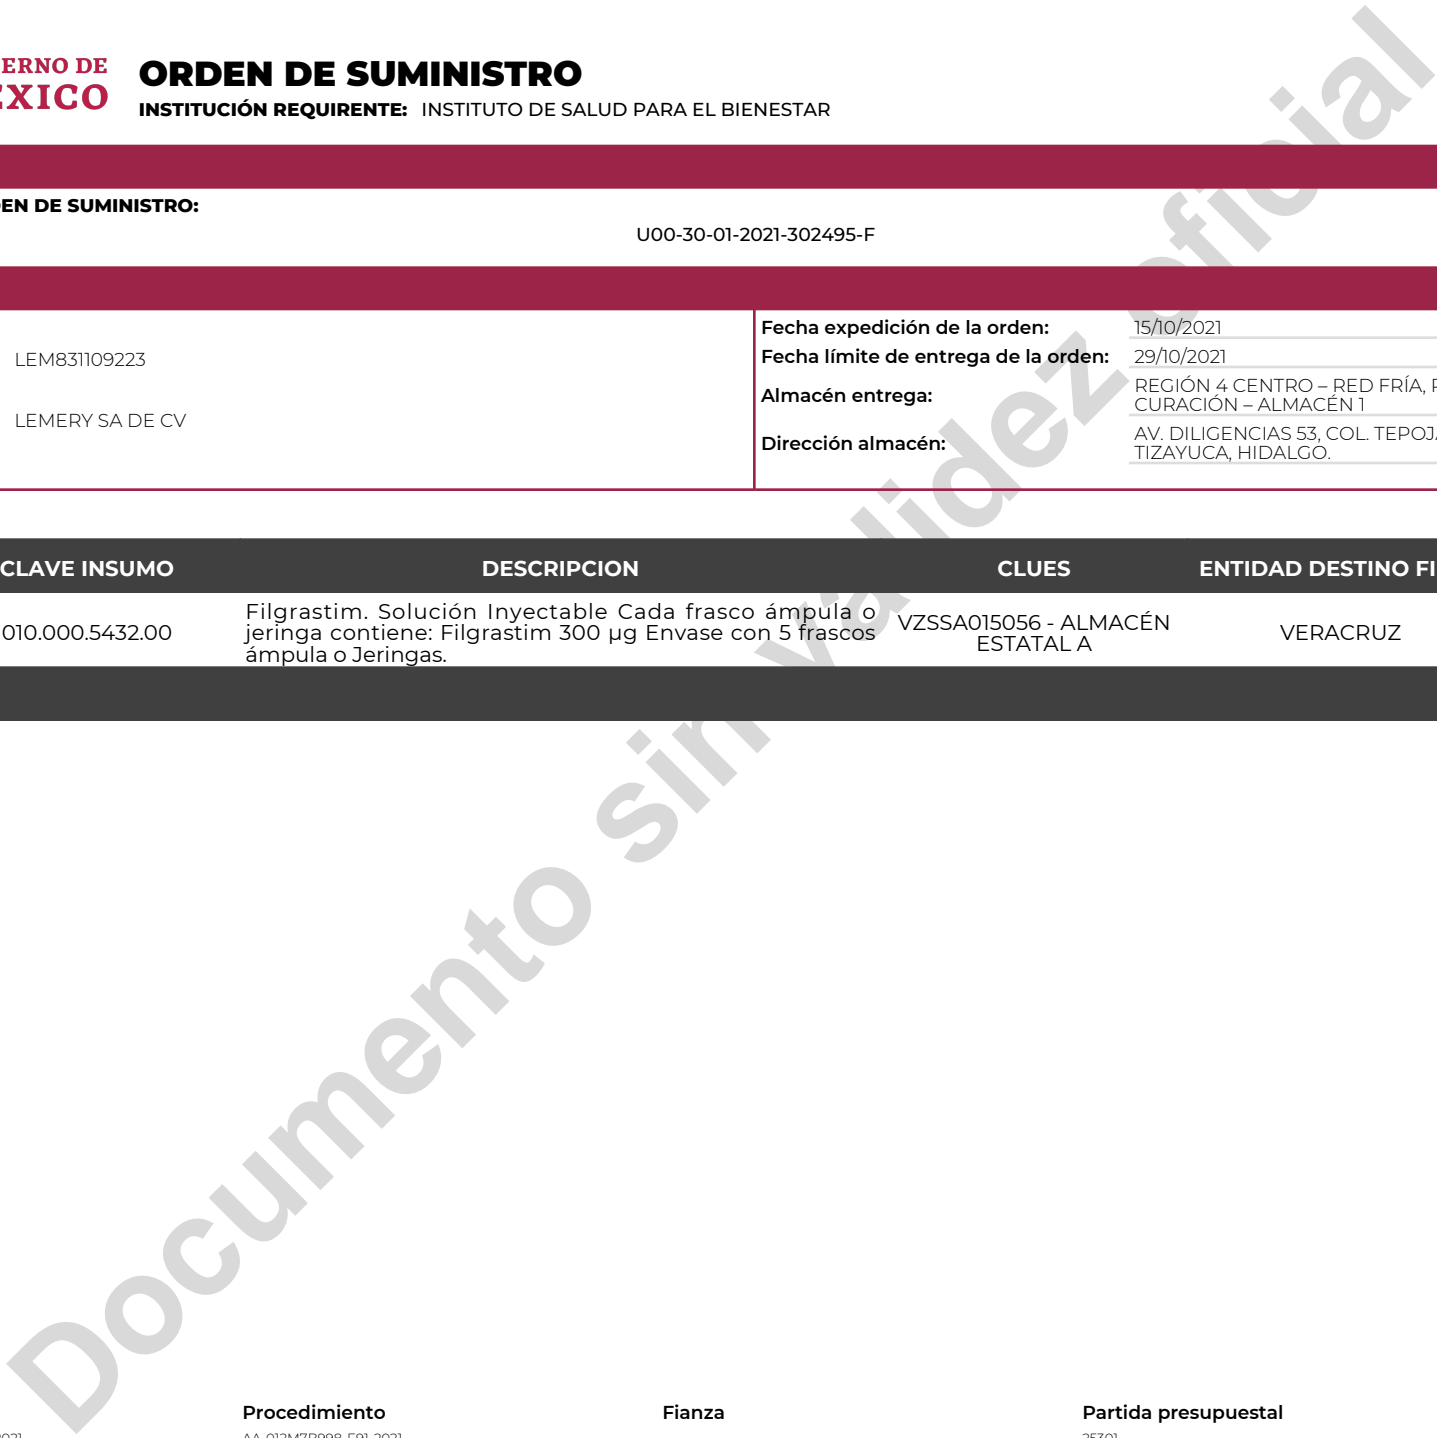 ERNO DE
ORDEN DE SUMINISTRO
INSTITUCIÓN REQUIRENTE: INSTITUTO DE SALUD PARA EL BIENESTAR
EXICO
EN DE SUMINISTRO:
U00-30-01-2021-302495-F
LEM831109223
LEMERY SA DE CV
Fecha expedición de la orden: 15/10/2021
Fecha límite de entrega de la orden: 29/10/2021
Almacén entrega: REGIÓN 4 CENTRO – RED FRÍA,
CURACIÓN – ALMACÉN 1
Dirección almacén: AV. DILIGENCIAS 53, COL. TEPOJ
TIZAYUCA, HIDALGO.
CLAVE INSUMO DESCRIPCION CLUES ENTIDAD DESTINO FI
010.000.5432.00 Filgrastim. Solución Inyectable Cada frasco ámpula o
jeringa contiene: Filgrastim 300 µg Envase con 5 frascos
ámpula o Jeringas.
VZSSA015056 - ALMACÉN
ESTATAL A
VERACRUZ
Documento sin validez oficial
Procedimiento Fianza Partida presupuestal